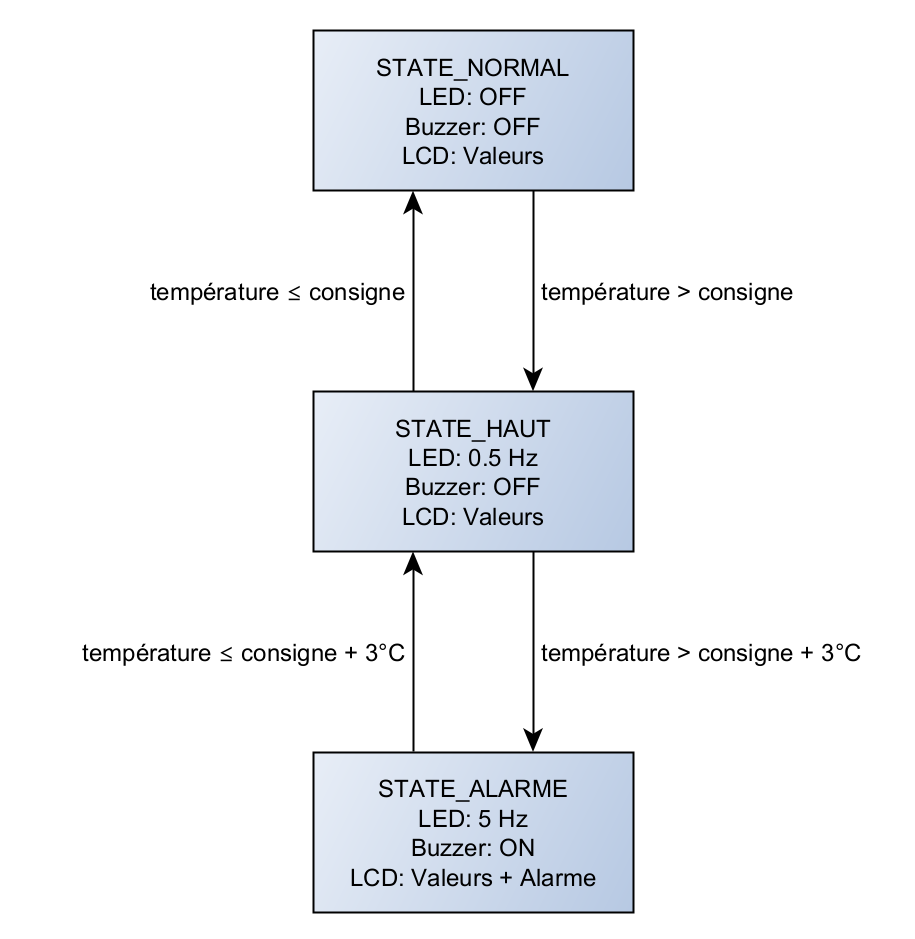 STATE_NORMAL
LED: OFF
Buzzer: OFF
LCD: Valeurs
température ≤ consigne
température > consigne
STATE_HAUT
LED: 0.5 Hz
Buzzer: OFF
LCD: Valeurs
température ≤ consigne + 3°C
température > consigne + 3°C
STATE_ALARME
LED: 5 Hz
Buzzer: ON
LCD: Valeurs + Alarme